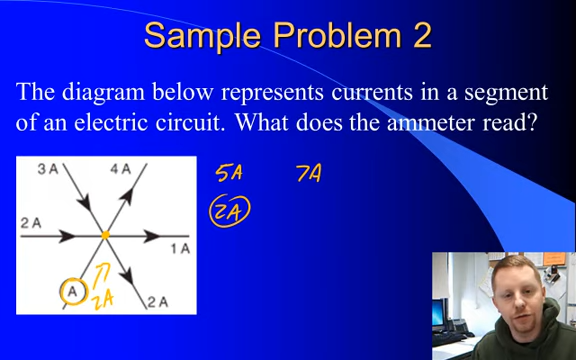 Sample Problem 2
The diagram below represents currents in a segment
of an electric circuit. What does the ammeter read?
3 A
4 A
5A
7A
2 A
2A
1 A
A
2A
2 A